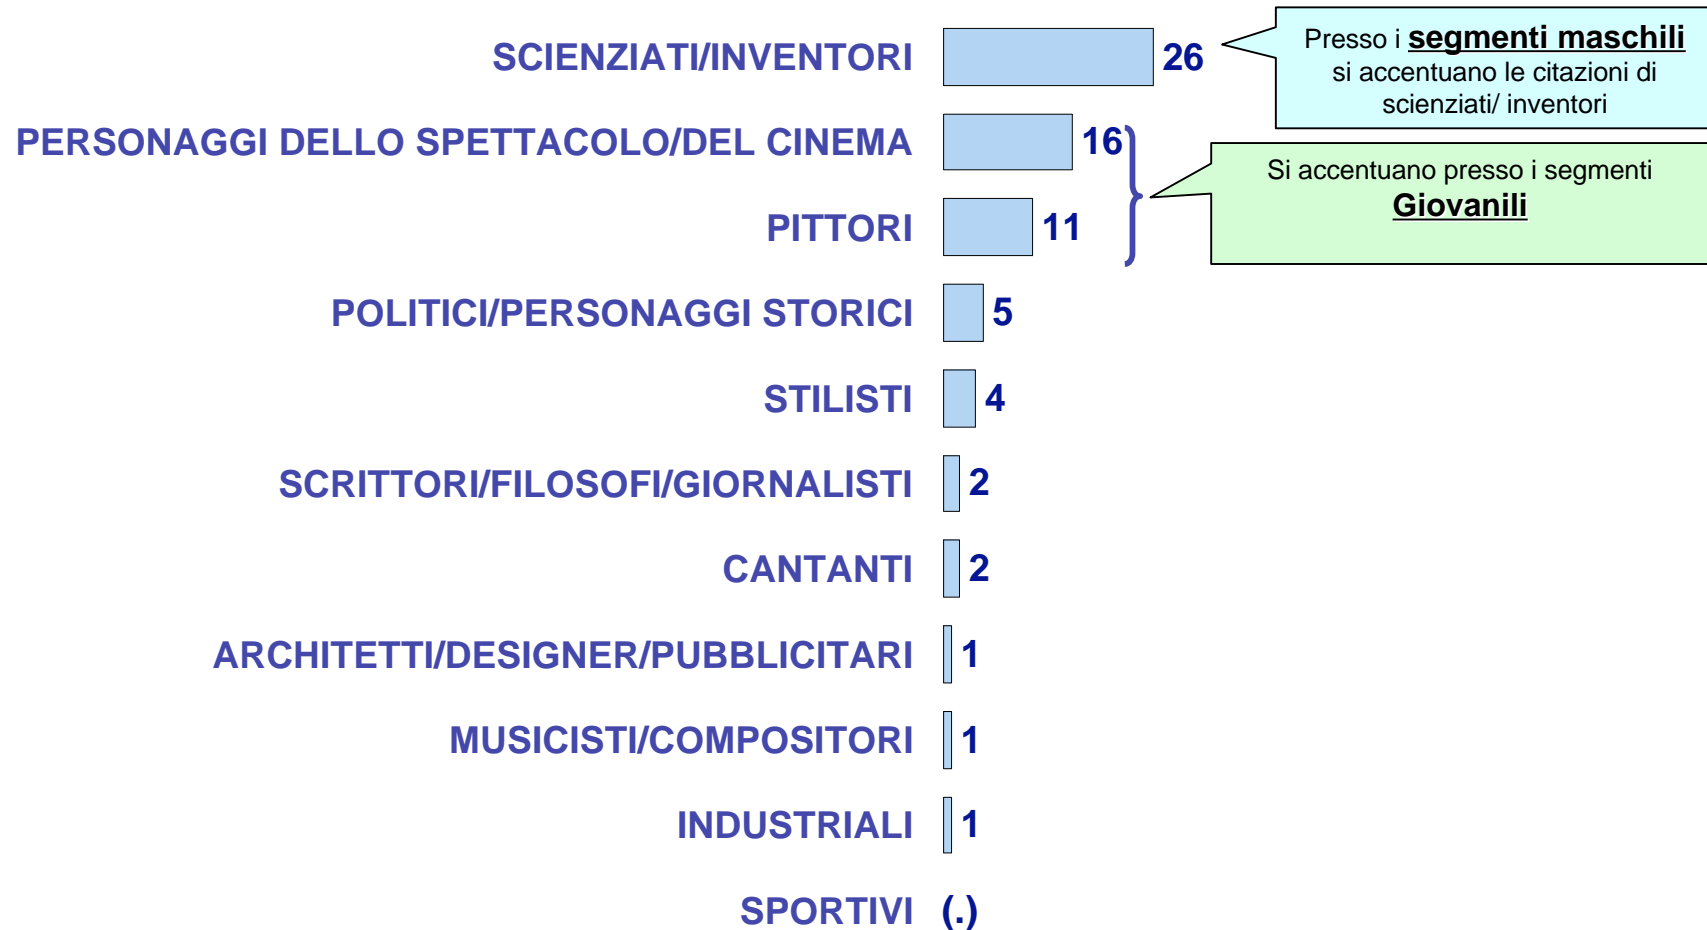 SCIENZIATI/INVENTORI 26
Presso i segmenti maschili
si accentuano le citazioni di
scienziati/ inventori
PERSONAGGI DELLO SPETTACOLO/DEL CINEMA 16
Si accentuano presso i segmenti
Giovanili
PITTORI 11
POLITICI/PERSONAGGI STORICI 5
STILISTI 4
SCRITTORI/FILOSOFI/GIORNALISTI 2
CANTANTI 2
ARCHITETTI/DESIGNER/PUBBLICITARI 1
MUSICISTI/COMPOSITORI 1
INDUSTRIALI 1
SPORTIVI (.)